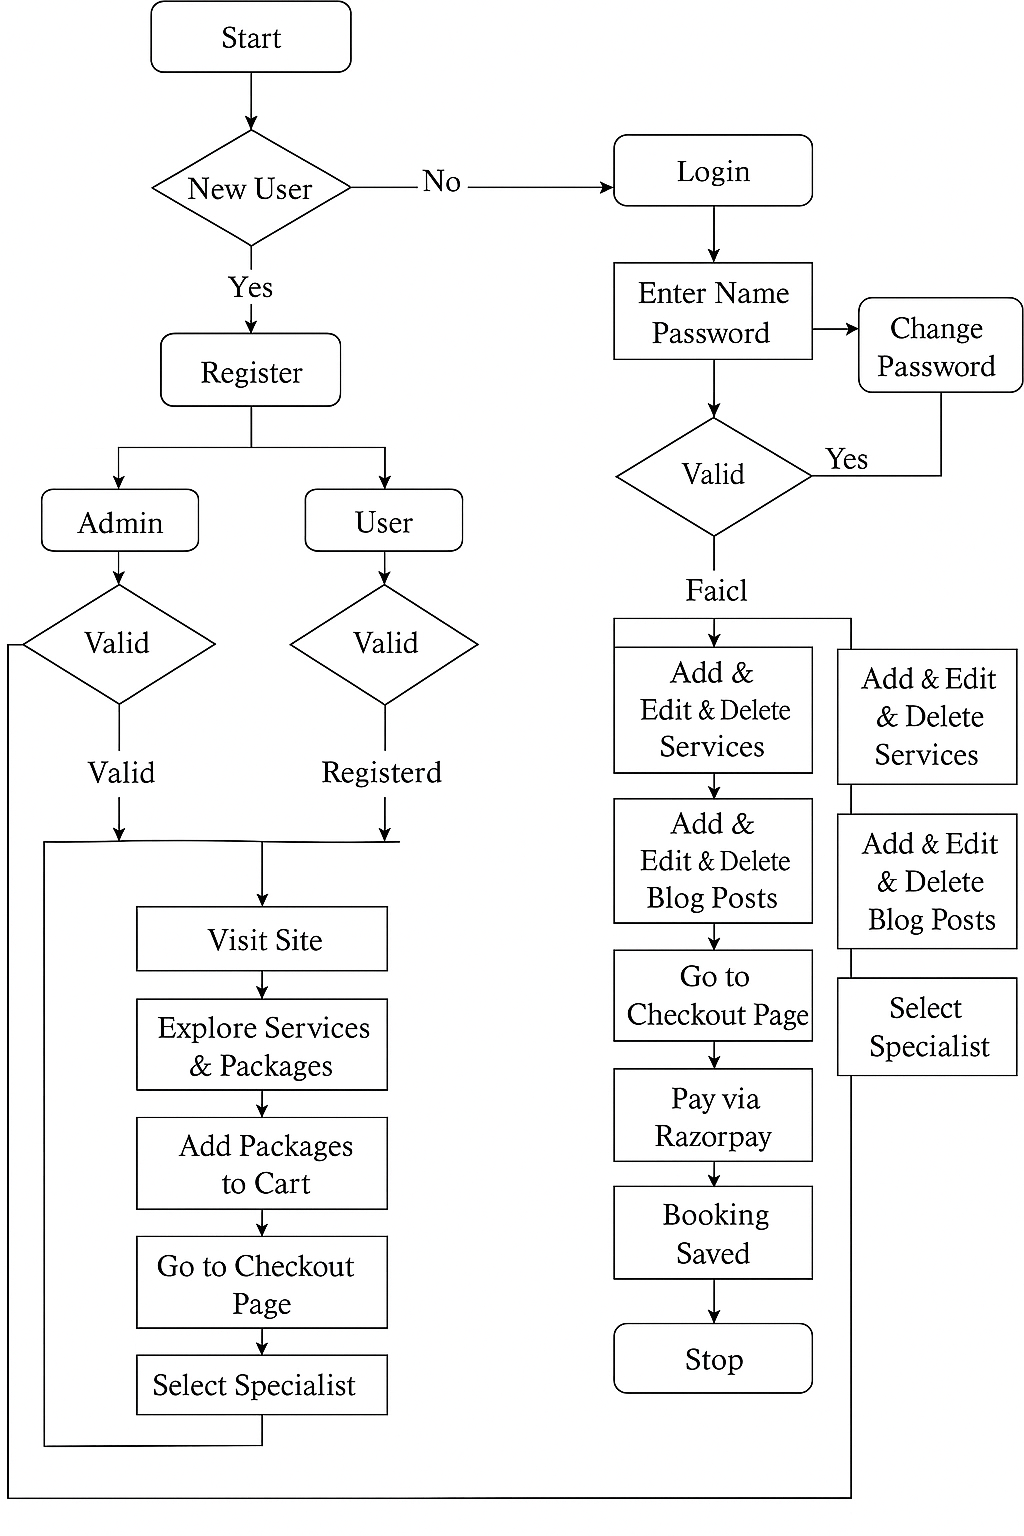 Start
New User
No
Login
Yes
Enter Name
Password
Change
Password
Register
Valid
Yes
Admin
User
Faicl
Valid
Valid
Valid
Registerd
Add &
Edit & Delete
Services
Add & Edit
& Delete
Services
Add &
Edit & Delete
Blog Posts
Add & Edit
& Delete
Blog Posts
Visit Site
Go to
Checkout Page
Select
Specialist
Explore Services
& Packages
Pay via
Razorpay
Add Packages
to Cart
Booking
Saved
Go to Checkout
Page
Stop
Select Specialist